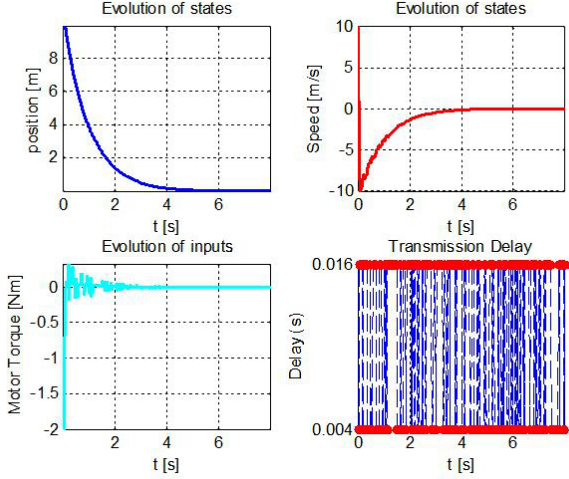 Evolution of states
position [m]
8
6
4
2
0 2 4 6
t [s]
Evolution of states
Speed [m/s]
10
5
0
-5
-10
0 2 4 6
t [s]
Evolution of inputs
Motor Torque [Nm]
0
-0.5
-1
-1.5
-2
0 2 4 6
t [s]
Transmission Delay
Delay (s)
0.016
0.004
0 2 4 6
t [s]